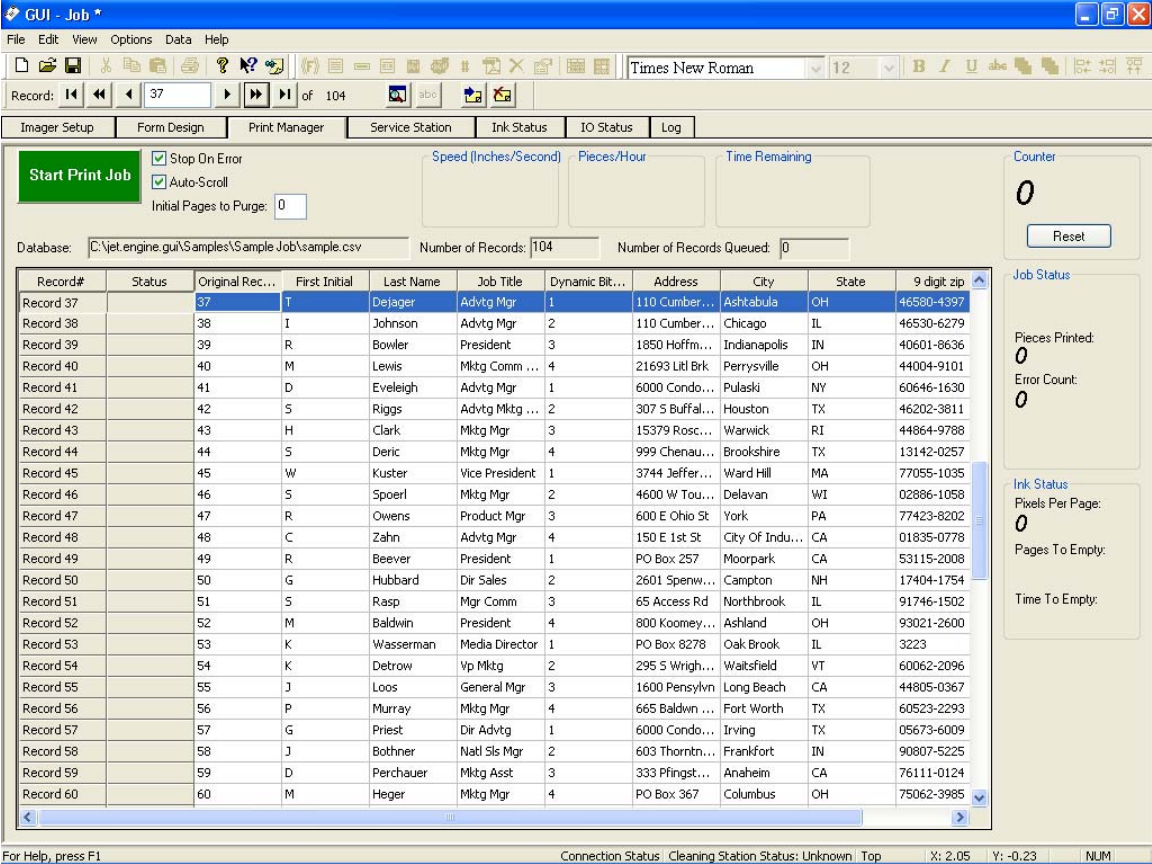 GUI - Job *
File Edit View Options Data Help
Times New Roman 12 B I U abc
Record: 37 of 104 abc
Imager Setup Form Design Print Manager Service Station Ink Status IO Status Log
Start Print Job
Stop On Error
Auto-Scroll
Initial Pages to Purge: 0
Speed (Inches/Second) Pieces/Hour Time Remaining
Counter
0
Reset
Database: C:\jet.engine.gui\Samples\Sample Job\sample.csv Number of Records: 104 Number of Records Queued: 0
Record# Status Original Rec... First Initial Last Name Job Title Dynamic Bit... Address City State 9 digit zip
Record 37 37 T Dejager Advtg Mgr 1 110 Cumber... Ashtabula OH 46580-4397
Record 38 38 I Johnson Advtg Mgr 2 110 Cumber... Chicago IL 46530-6279
Record 39 39 R Bowler President 3 1850 Hoffm... Indianapolis IN 40601-8636
Record 40 40 M Lewis Mktg Comm ... 4 21693 Litl Brk Perrysville OH 44004-9101
Record 41 41 D Eveleigh Advtg Mgr 1 6000 Condo... Pulaski NY 60646-1630
Record 42 42 S Riggs Advtg Mktg ... 2 307 S Buffal... Houston TX 46202-3811
Record 43 43 H Clark Mktg Mgr 3 15379 Rosc... Warwick RI 44864-9788
Record 44 44 S Deric Mktg Mgr 4 999 Chenau... Brookshire TX 13142-0257
Record 45 45 W Kuster Vice President 1 3744 Jeffer... Ward Hill MA 77055-1035
Record 46 46 S Spoerl Mktg Mgr 2 4600 W Tou... Delavan WI 02886-1058
Record 47 47 R Owens Product Mgr 3 600 E Ohio St York PA 77423-8202
Record 48 48 C Zahn Advtg Mgr 4 150 E 1st St City Of Indu... CA 01835-0778
Record 49 49 R Beever President 1 PO Box 257 Moorpark CA 53115-2008
Record 50 50 G Hubbard Dir Sales 2 2601 Spenw... Campton NH 17404-1754
Record 51 51 S Rasp Mgr Comm 3 65 Access Rd Northbrook IL 91746-1502
Record 52 52 M Baldwin President 4 800 Koomey... Ashland OH 93021-2600
Record 53 53 K Wasserman Media Director 1 PO Box 8278 Oak Brook IL 3223
Record 54 54 K Detrow Vp Mktg 2 295 S Wrigh... Waitsfield VT 60062-2096
Record 55 55 J Loos General Mgr 3 1600 Pensylvn Long Beach CA 44805-0367
Record 56 56 P Murray Mktg Mgr 4 665 Baldwn ... Fort Worth TX 60523-2293
Record 57 57 G Priest Dir Advtg 1 6000 Condo... Irving TX 05673-6009
Record 58 58 J Bothner Natl Sls Mgr 2 603 Thorntn... Frankfort IN 90807-5225
Record 59 59 D Perchauer Mktg Asst 3 333 Pfingst... Anaheim CA 76111-0124
Record 60 60 M Heger Mktg Mgr 4 PO Box 367 Columbus OH 75062-3985
Job Status
Pieces Printed:
0
Error Count:
0
Ink Status
Pixels Per Page:
0
Pages To Empty:
Time To Empty:
For Help, press F1 Connection Status Cleaning Station Status: Unknown Top X: 2.05 Y: -0.23 NUM